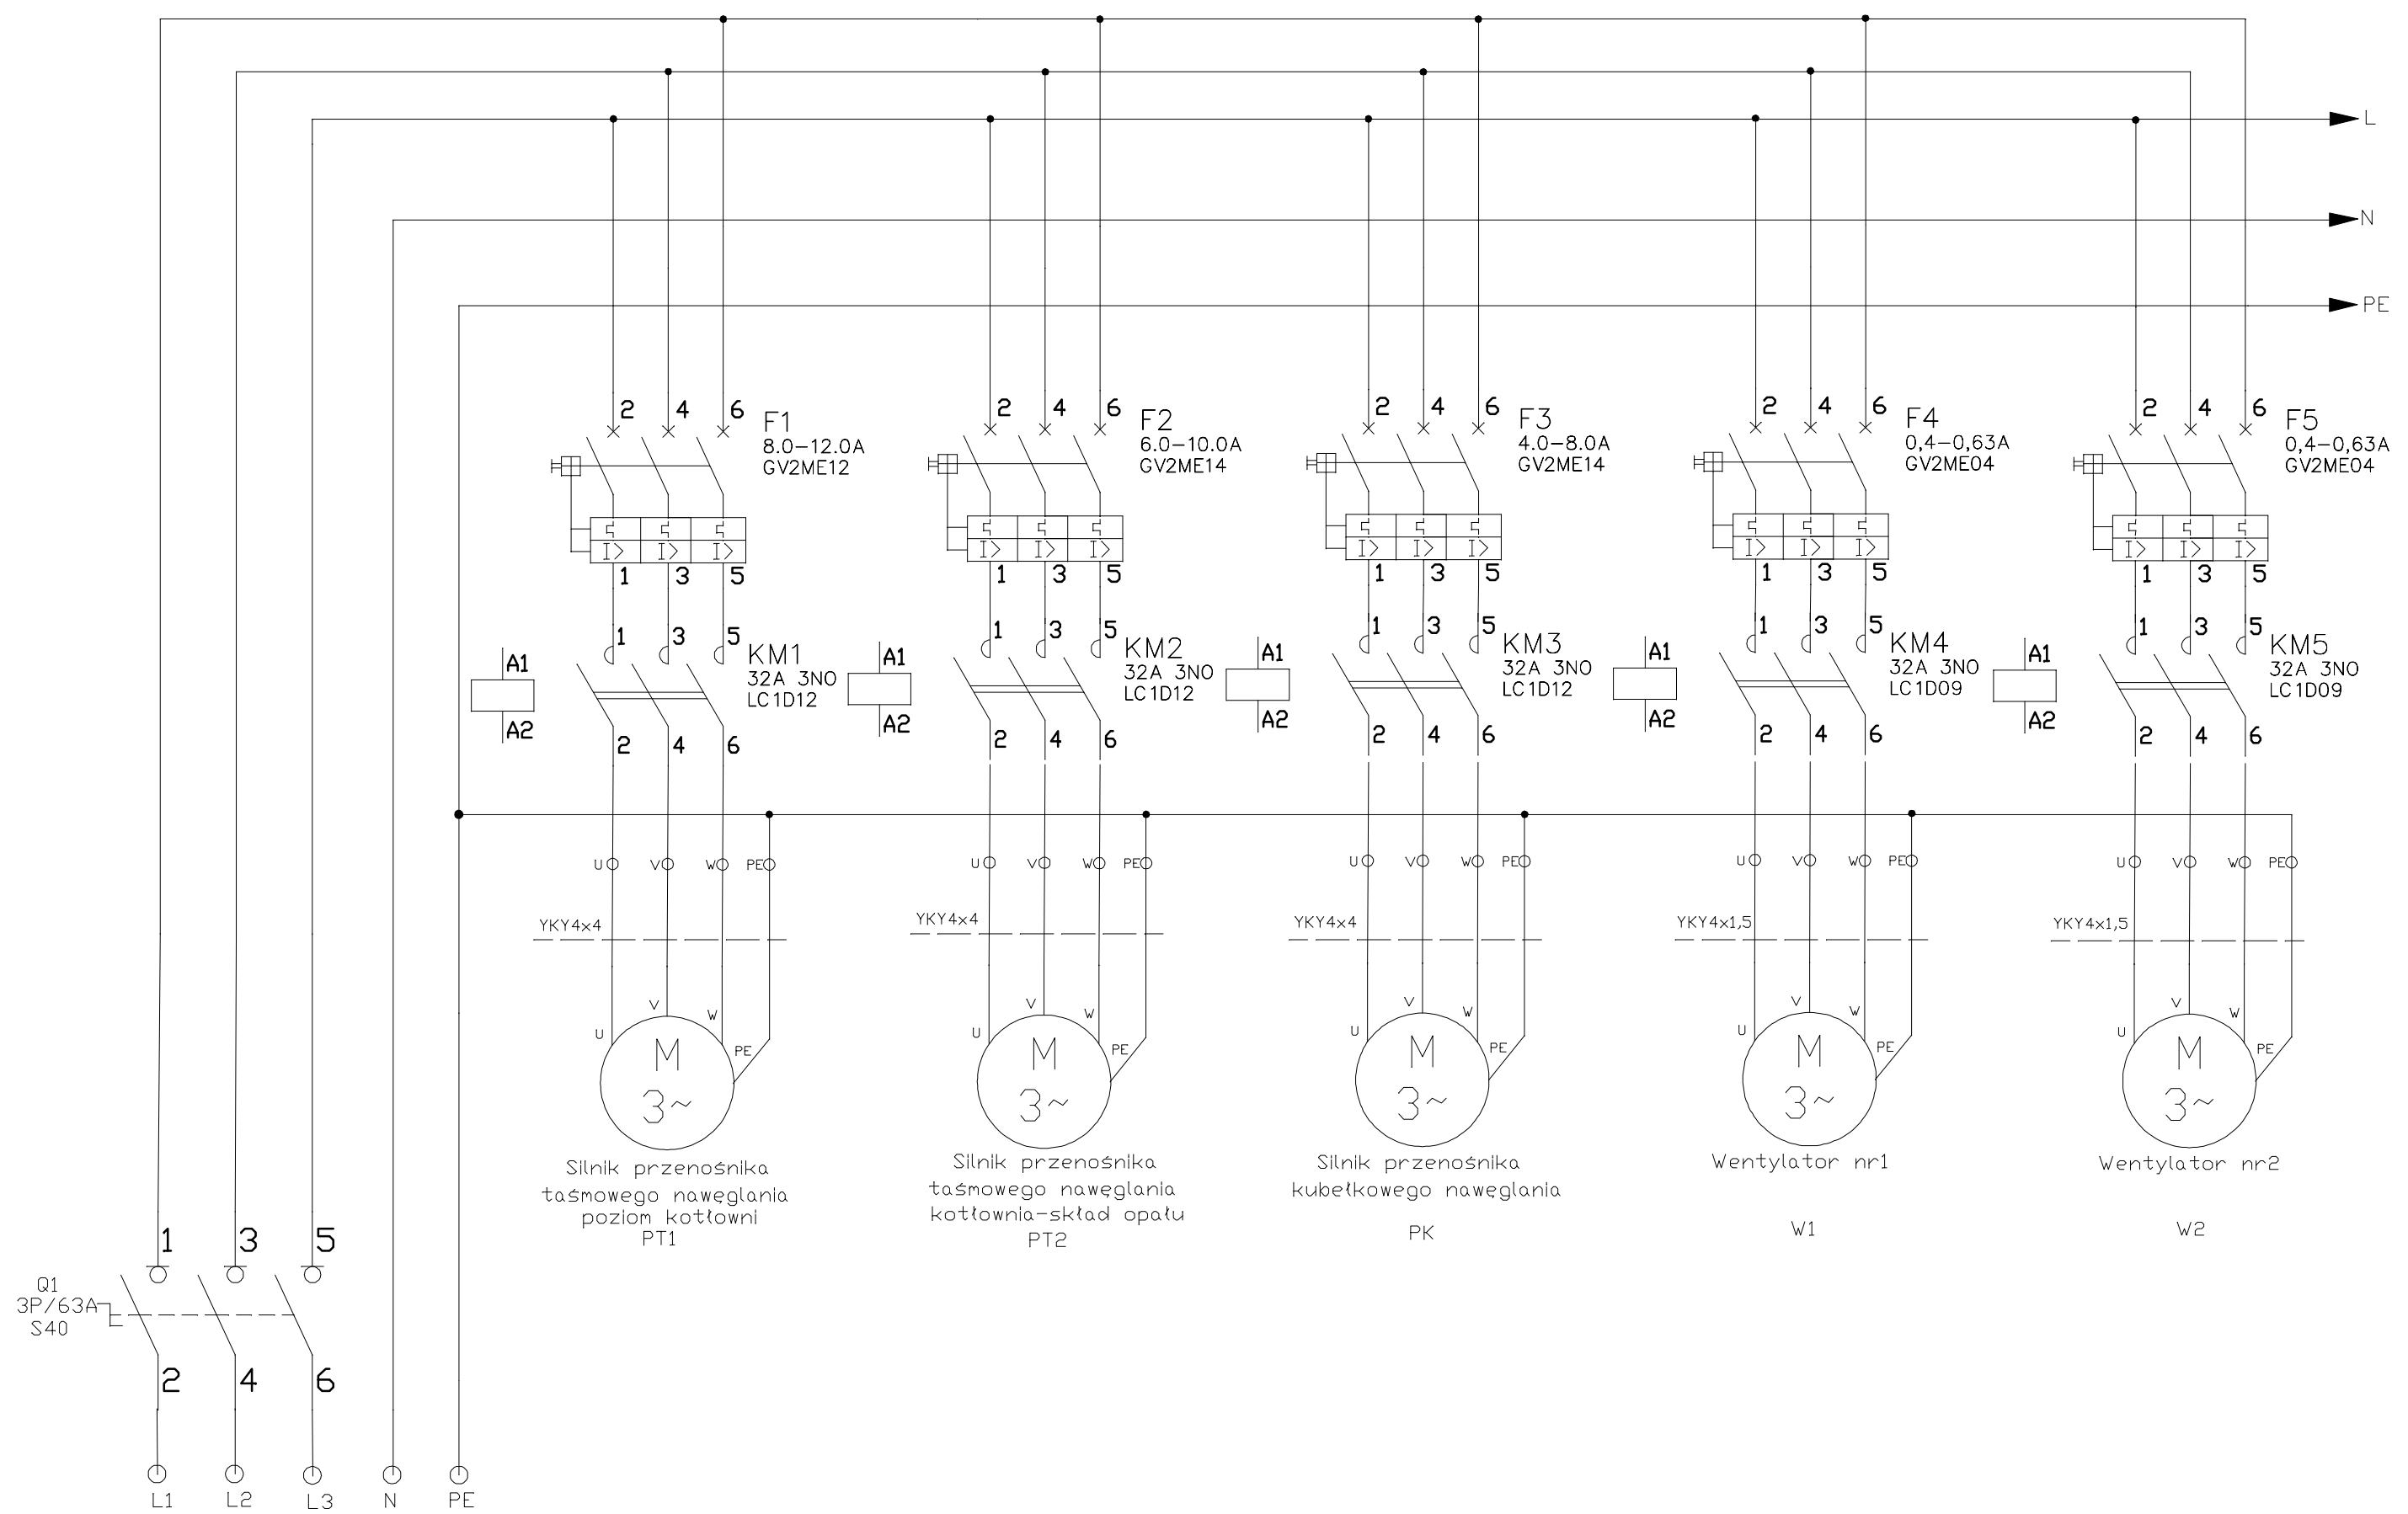 L
N
PE
2 4 6
F1
8.0-12.0A
GV2ME12
2 4 6
F2
6.0-10.0A
GV2ME14
2 4 6
F3
4.0-8.0A
GV2ME14
2 4 6
F4
0,4-0,63A
GV2ME04
2 4 6
F5
0,4-0,63A
GV2ME04
I> I> I>
1 3 5
I> I> I>
1 3 5
I> I> I>
1 3 5
I> I> I>
1 3 5
I> I> I>
1 3 5
A1
A2
1 3 5
KM1
32A 3NO
LC1D12
2 4 6
A1
A2
1 3 5
KM2
32A 3NO
LC1D12
2 4 6
A1
A2
1 3 5
KM3
32A 3NO
LC1D12
2 4 6
A1
A2
1 3 5
KM4
32A 3NO
LC1D09
2 4 6
A1
A2
1 3 5
KM5
32A 3NO
LC1D09
2 4 6
U V W PE
YKY4x4
U V W PE
M
3~
Silnik przenośnika
taśmowego nawęglania
poziom kotłowni
PT1
U V W PE
YKY4x4
U V W PE
M
3~
Silnik przenośnika
taśmowego nawęglania
kotłownia-skład opału
PT2
U V W PE
YKY4x4
U V W PE
M
3~
Silnik przenośnika
kubełkowego nawęglania
PK
U V W PE
YKY4x1,5
U V W PE
M
3~
Wentylator nr1
W1
U V W PE
YKY4x1,5
U V W PE
M
3~
Wentylator nr2
W2
1 3 5
Q1
3P/63A
S40
2 4 6
L1 L2 L3 N PE